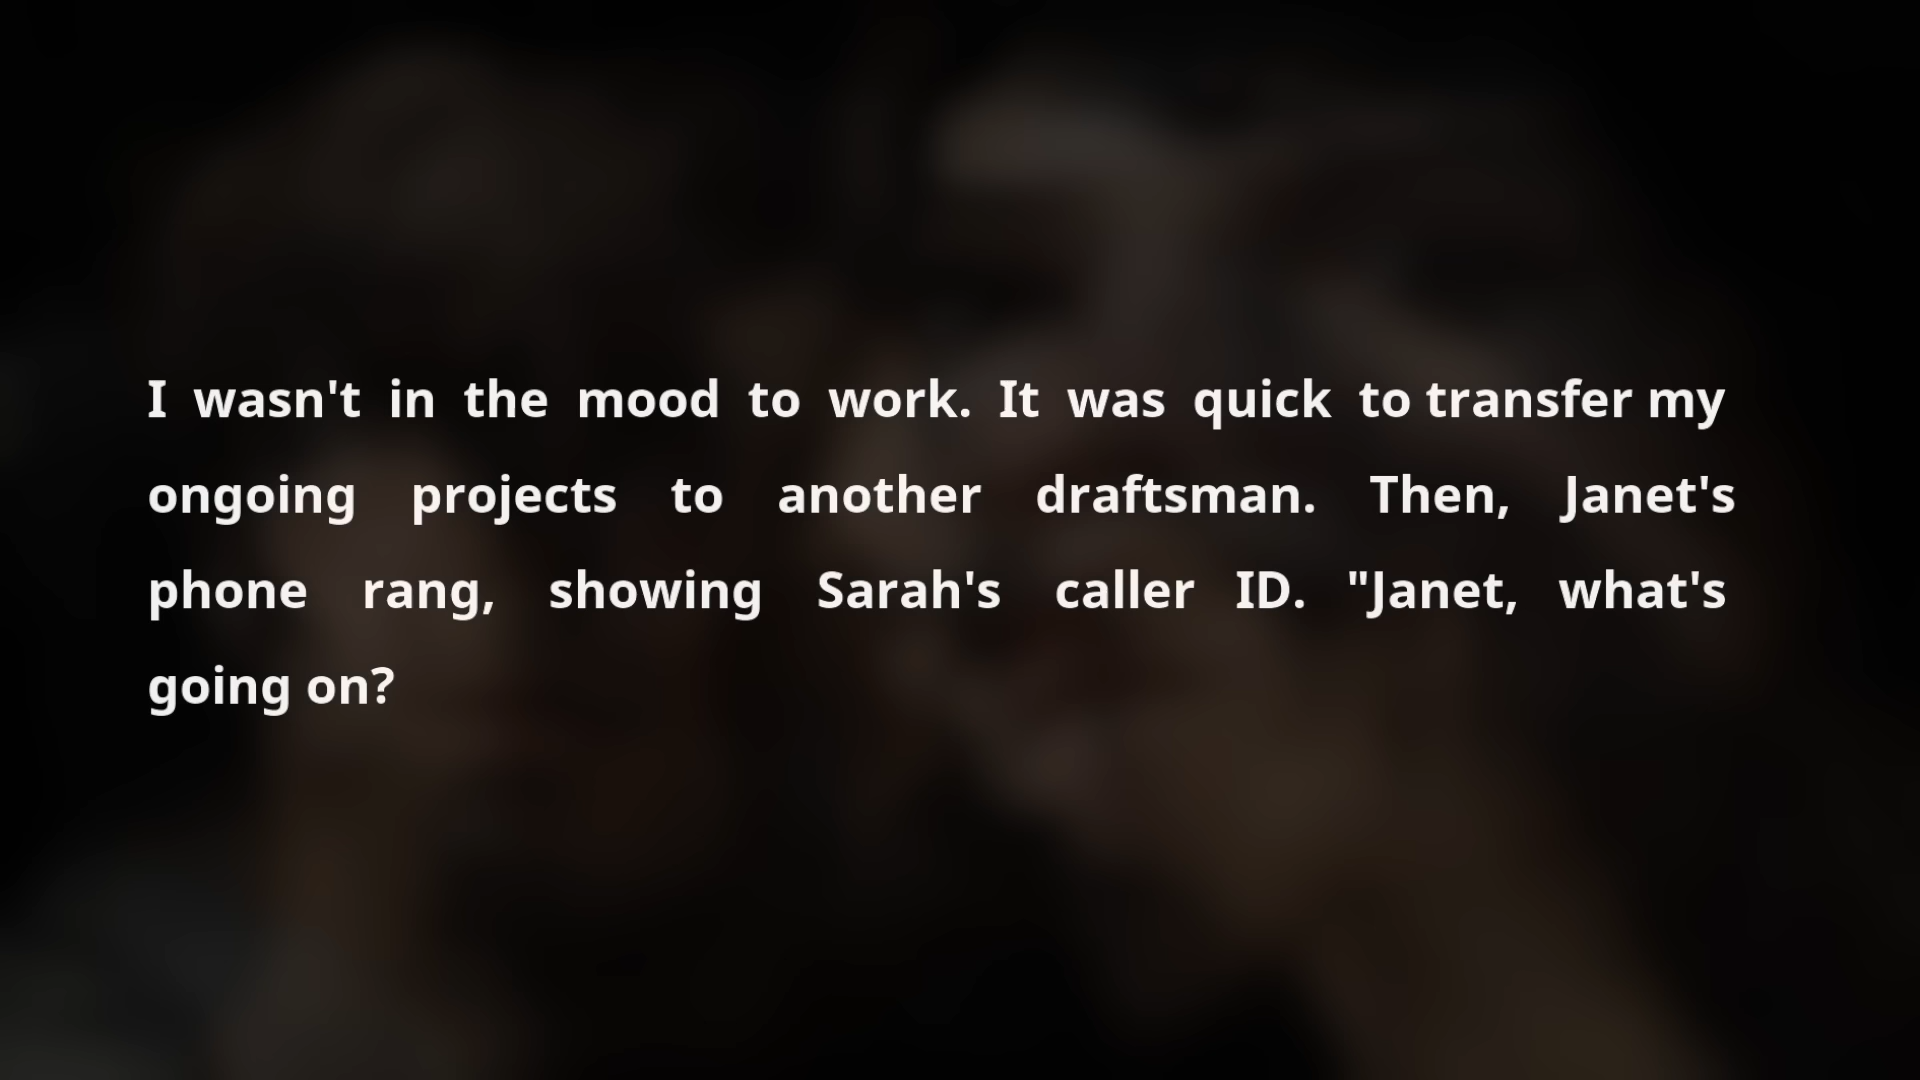 I wasn't in the mood to work. It was quick to transfer my
ongoing projects to another draftsman. Then, Janet's
phone rang, showing Sarah's caller ID. "Janet, what's
going on?